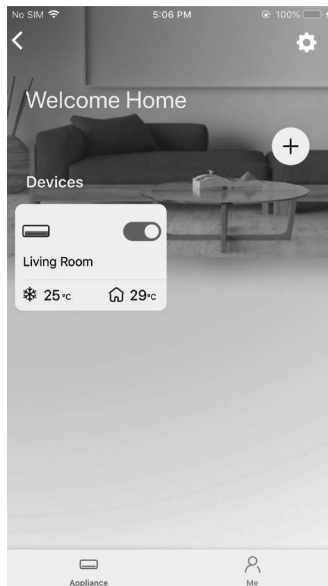 No SIM 5:06 PM 100%
Welcome Home
+
Devices
Living Room
25°C 29°C
Appliance Me